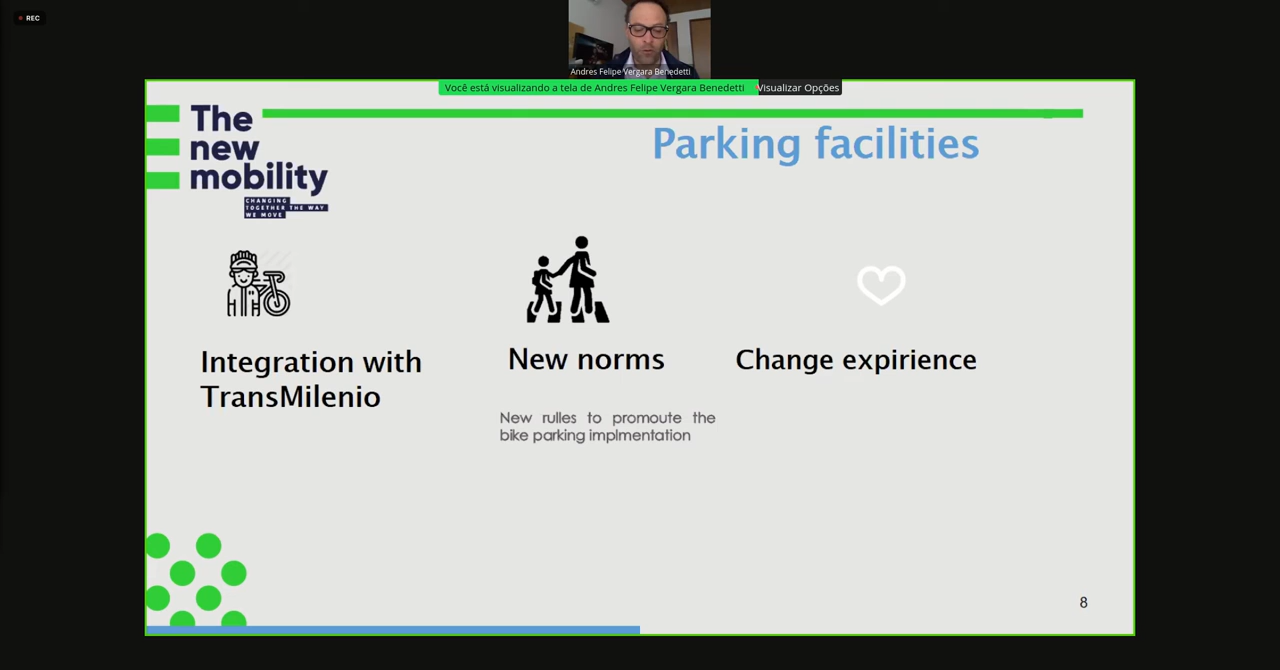 REC
Andres Felipe Vergara Benedetti
Você está visualizando a tela de Andres Felipe Vergara Benedetti
Visualizar Opções
The
new
mobility
CHANGING
TOGETHER THE WAY
WE MOVE
Parking facilities
Integration with
TransMilenio
New norms
New rulles to promoute the
bike parking implmentation
Change expirience
8